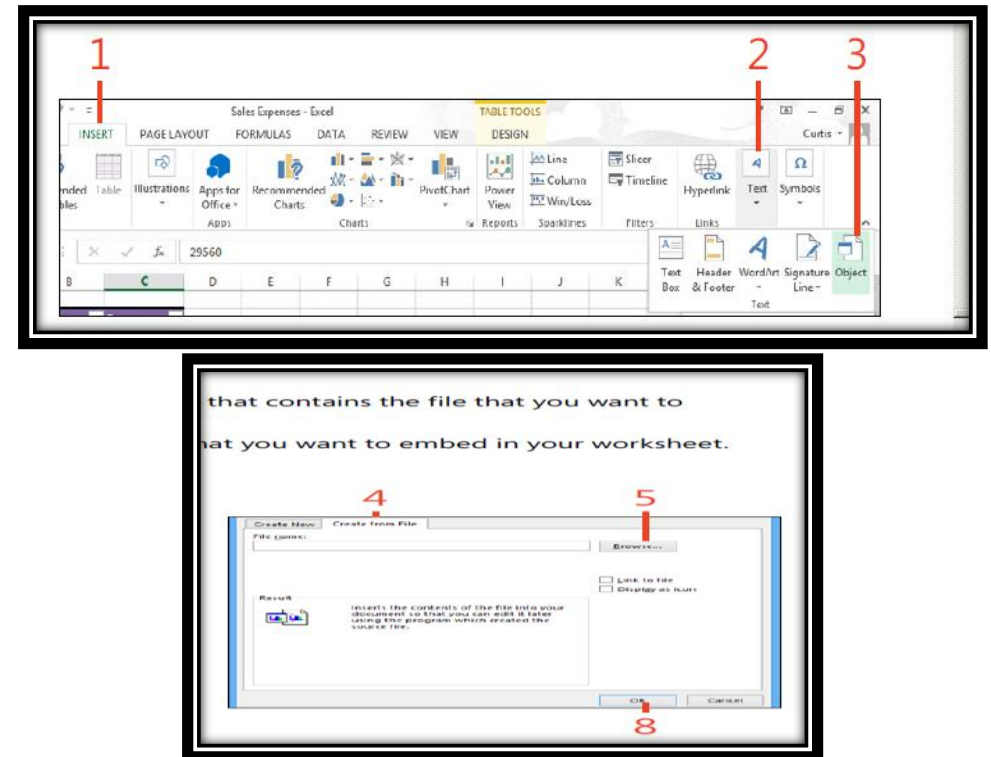 1 2 3
Sales Expenses - Excel TABLE TOOLS
INSERT PAGE LAYOUT FORMULAS DATA REVIEW VIEW DESIGN Curtis
Line Slicer
ended Table Illustrations Apps for Recommended PivotChart Power Column Timeline Hyperlink Text Symbols
bles Office Charts View Win/Loss
Apps Charts Reports Sparklines Filters Links
fx 29560
Text Header WordArt Signature Object
B C D E F G H I J K Box & Footer Line
Text
that contains the file that you want to
hat you want to embed in your worksheet.
4 5
Create New Create from File
File name:
Browse...
Link to file
Display as icon
Result
Inserts the contents of the file into your
document so that you can edit it later
using the program which created the
source file.
OK Cancel
8